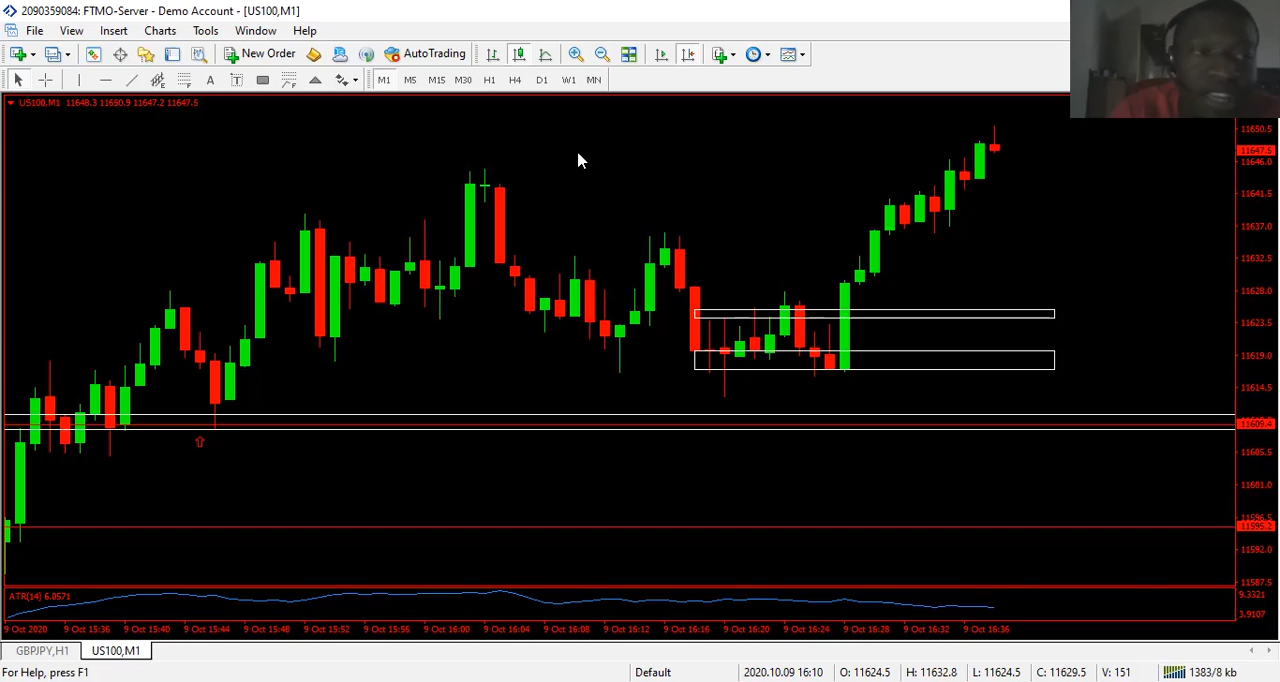 2090359084: FTMO-Server - Demo Account - [US100,M1]
File View Insert Charts Tools Window Help
New Order AutoTrading
M1 M5 M15 M30 H1 H4 D1 W1 MN
US100,M1 11648.3 11650.9 11647.2 11647.5
11650.5
11647.5
11646.0
11641.5
11637.0
11632.5
11628.0
11623.5
11619.0
11614.5
11609.4
11605.5
11601.0
11596.5
11595.2
11592.0
11587.5
ATR(14) 6.0571
9.3321
3.9107
9 Oct 2020 9 Oct 15:36 9 Oct 15:40 9 Oct 15:44 9 Oct 15:48 9 Oct 15:52 9 Oct 15:56 9 Oct 16:00 9 Oct 16:04 9 Oct 16:08 9 Oct 16:12 9 Oct 16:16 9 Oct 16:20 9 Oct 16:24 9 Oct 16:28 9 Oct 16:32 9 Oct 16:36
GBPJPY,H1 US100,M1
For Help, press F1 Default 2020.10.09 16:10 O: 11624.5 H: 11632.8 L: 11624.5 C: 11629.5 V: 151 1383/8 kb